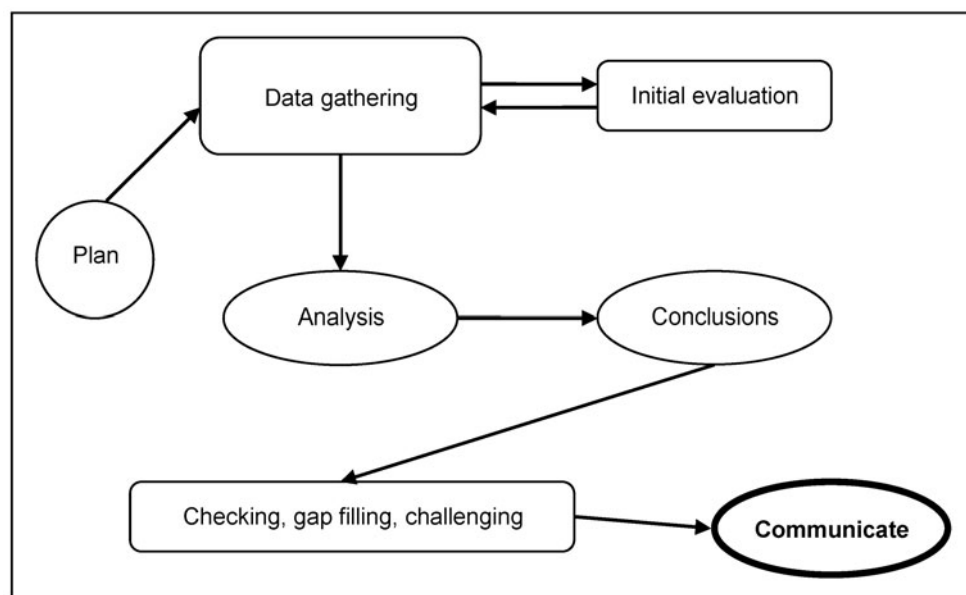 Data gathering
Initial evaluation
Plan
Analysis
Conclusions
Checking, gap filling, challenging
Communicate